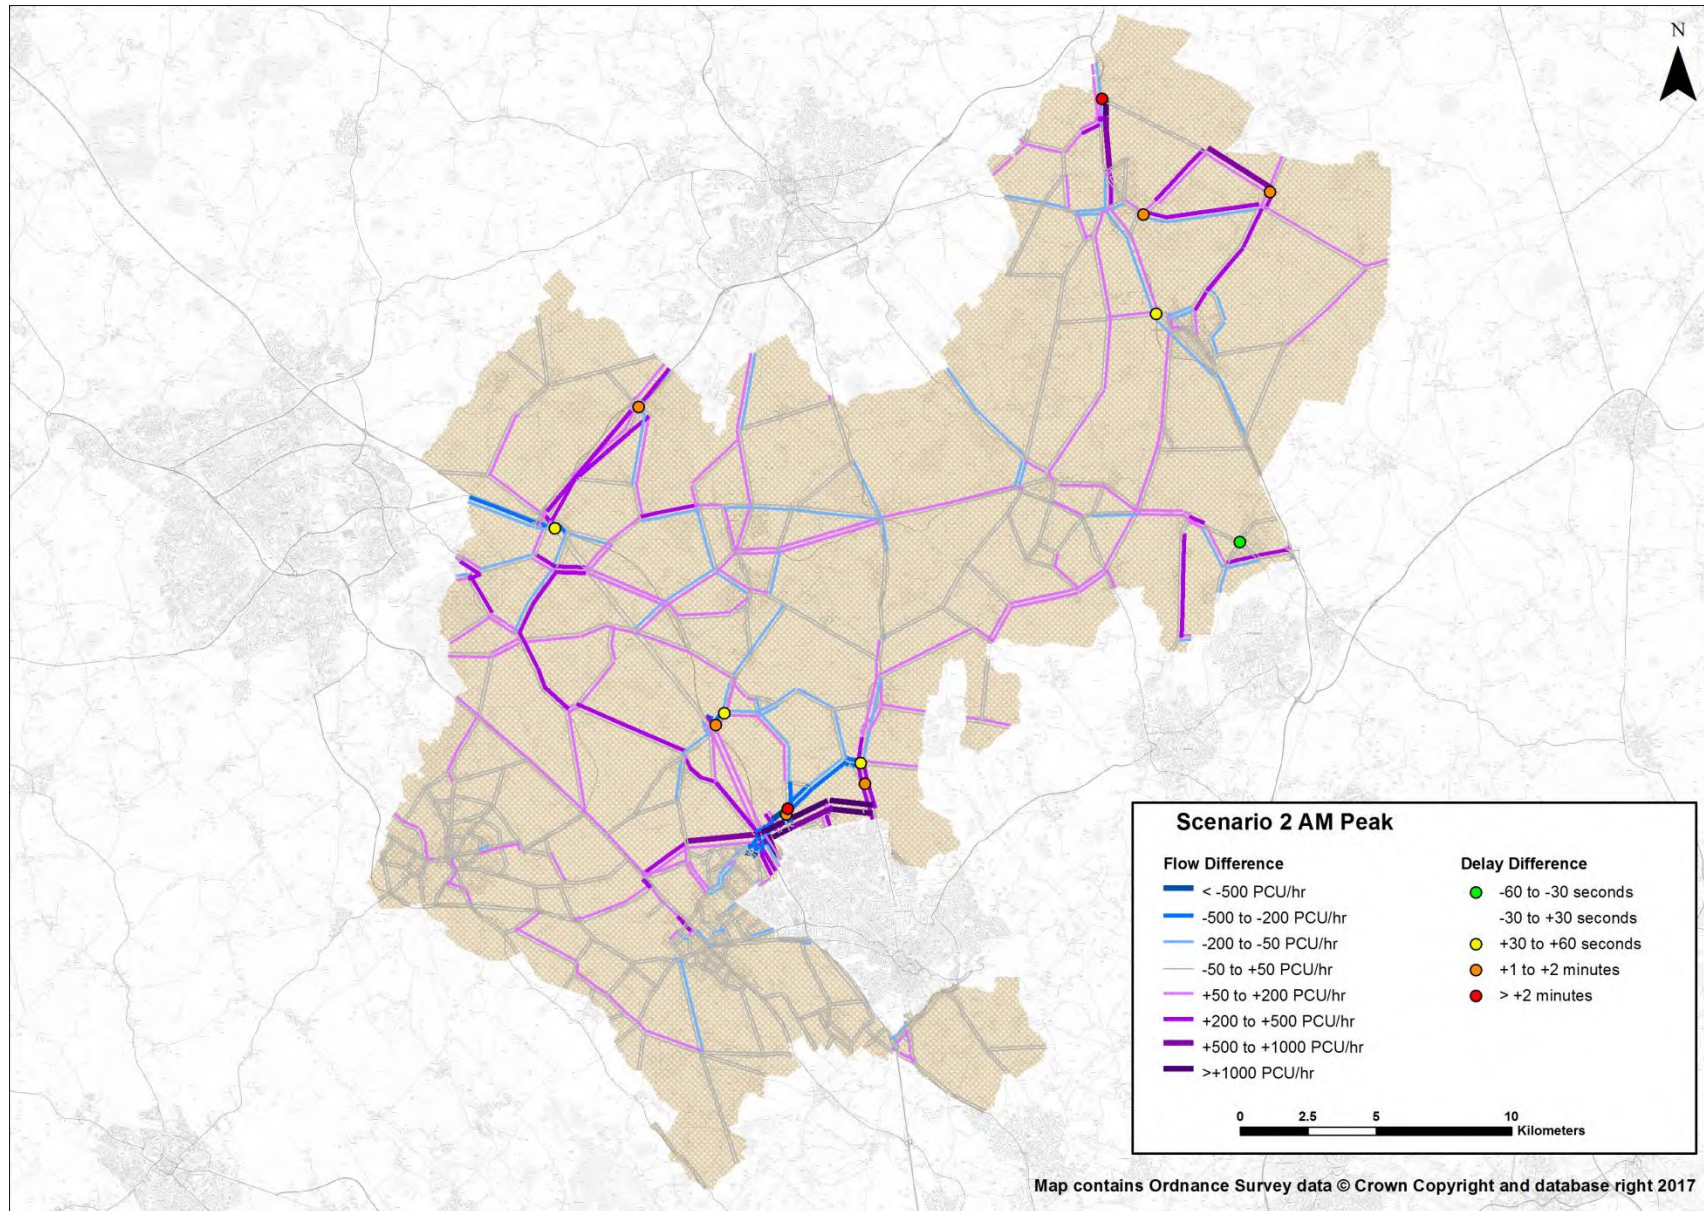 N
Scenario 2 AM Peak
Flow Difference
< -500 PCU/hr
-500 to -200 PCU/hr
-200 to -50 PCU/hr
-50 to +50 PCU/hr
+50 to +200 PCU/hr
+200 to +500 PCU/hr
+500 to +1000 PCU/hr
>+1000 PCU/hr
Delay Difference
-60 to -30 seconds
-30 to +30 seconds
+30 to +60 seconds
+1 to +2 minutes
> +2 minutes
0 2.5 5 10
Kilometers
Map contains Ordnance Survey data © Crown Copyright and database right 2017